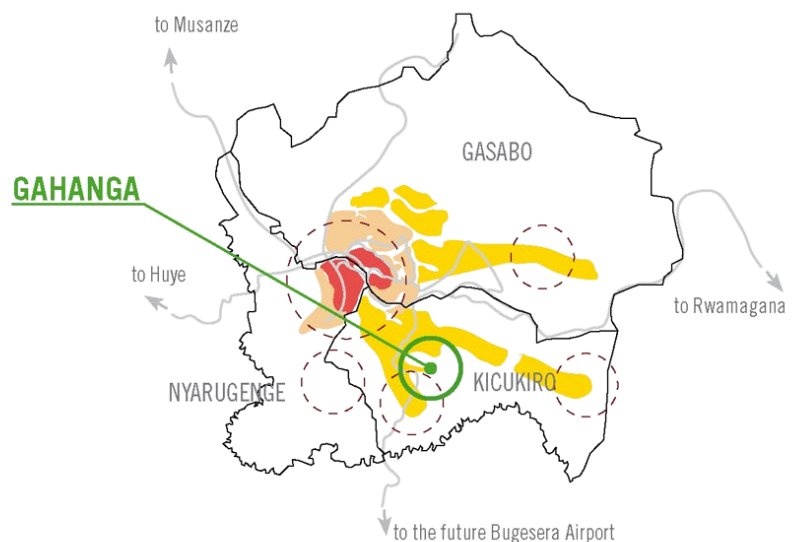 to Musanze
GASABO
GAHANGA
to Huye
to Rwamagana
NYARUGENGE
KICUKIRO
to the future Bugesera Airport